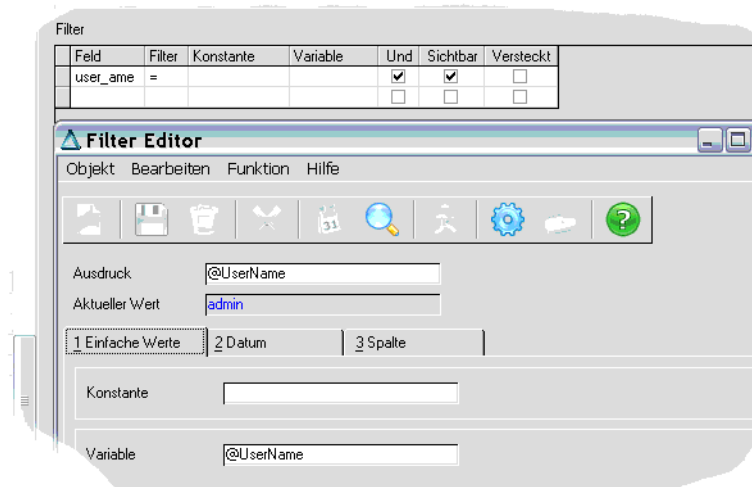 Filter
Feld Filter Konstante Variable Und Sichtbar Versteckt
user_ame =
Filter Editor
Objekt Bearbeiten Funktion Hilfe
31 ?
Ausdruck @UserName
Aktueller Wert admin
1 Einfache Werte 2 Datum 3 Spalte
Konstante
Variable @UserName